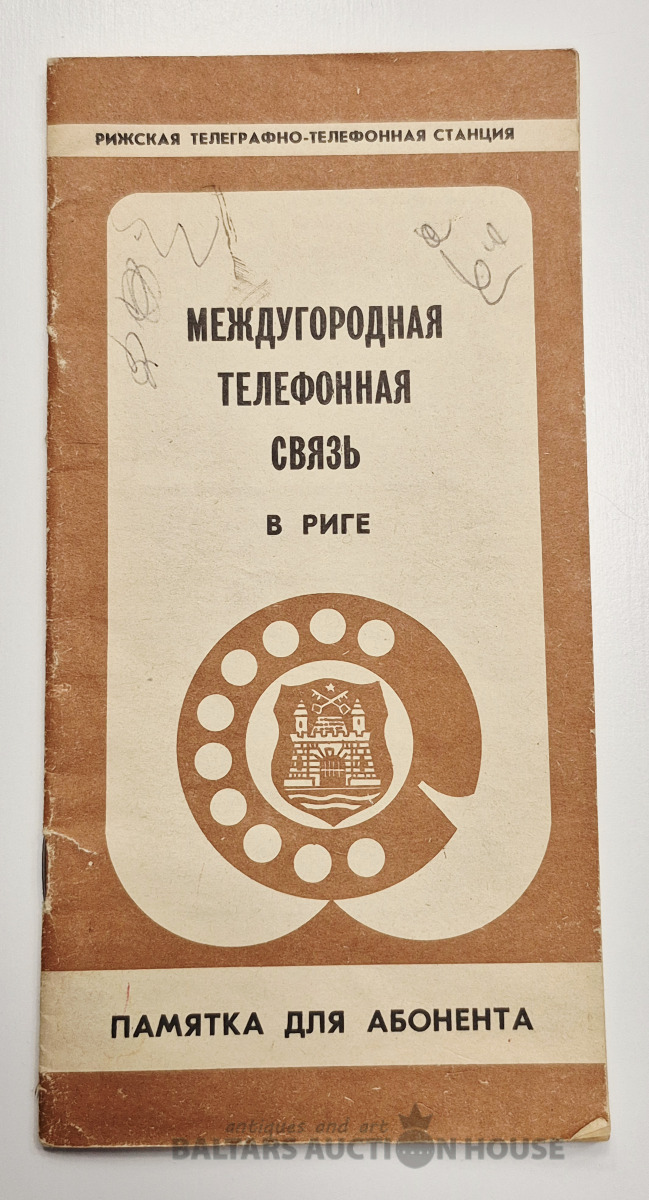 РИЖСКАЯ ТЕЛЕГРАФНО-ТЕЛЕФОННАЯ СТАНЦИЯ
МЕЖДУГОРОДНАЯ
ТЕЛЕФОННАЯ
СВЯЗЬ
В РИГЕ
ПАМЯТКА ДЛЯ АБОНЕНТА
antiques and art
BALTARS AUCTION HOUSE